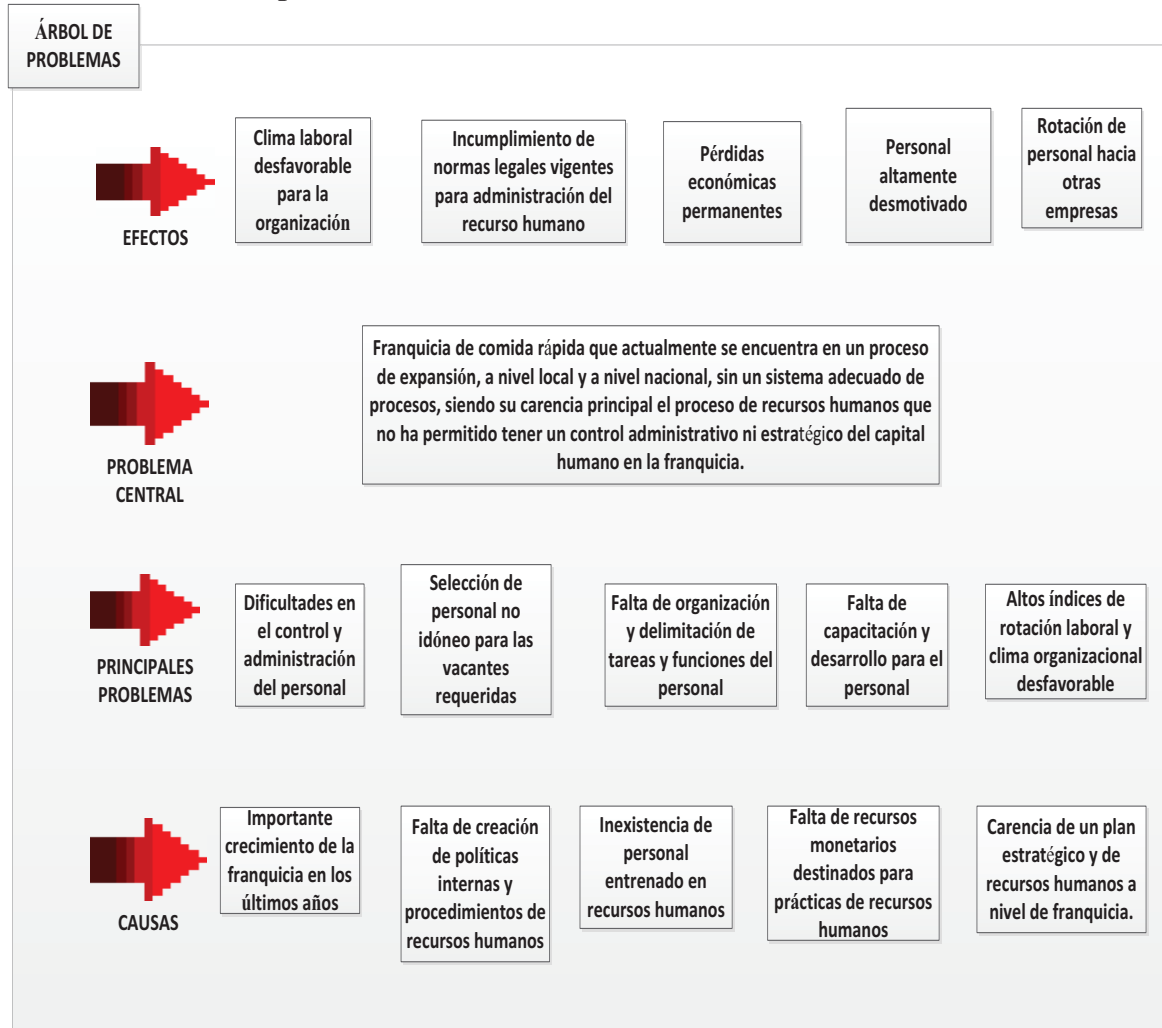 ÁRBOL DE
PROBLEMAS
EFECTOS
Clima laboral
desfavorable
para la
organización
Incumplimiento de
normas legales vigentes
para administración del
recurso humano
Pérdidas
económicas
permanentes
Personal
altamente
desmotivado
Rotación de
personal hacia
otras
empresas
PROBLEMA
CENTRAL
Franquicia de comida rápida que actualmente se encuentra en un proceso
de expansión, a nivel local y a nivel nacional, sin un sistema adecuado de
procesos, siendo su carencia principal el proceso de recursos humanos que
no ha permitido tener un control administrativo ni estratégico del capital
humano en la franquicia.
PRINCIPALES
PROBLEMAS
Dificultades en
el control y
administración
del personal
Selección de
personal no
idóneo para las
vacantes
requeridas
Falta de organización
y delimitación de
tareas y funciones del
personal
Falta de
capacitación y
desarrollo para el
personal
Altos índices de
rotación laboral y
clima organizacional
desfavorable
CAUSAS
Importante
crecimiento de la
franquicia en los
últimos años
Falta de creación
de políticas
internas y
procedimientos de
recursos humanos
Inexistencia de
personal
entrenado en
recursos humanos
Falta de recursos
monetarios
destinados para
prácticas de recursos
humanos
Carencia de un plan
estratégico y de
recursos humanos a
nivel de franquicia.